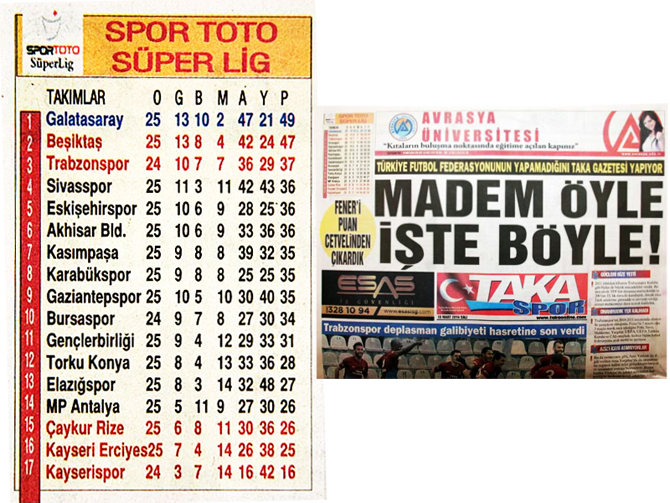 SPORTOTO
SüperLig
SPOR TOTO
SÜPER LİG
TAKIMLAR O G B M A Y P
1 Galatasaray 25 13 10 2 47 21 49
2 Beşiktaş 25 13 8 4 42 24 47
3 Trabzonspor 24 10 7 7 36 29 37
4 Sivasspor 25 11 3 11 42 43 36
5 Eskişehirspor 25 10 6 9 28 25 36
6 Akhisar Bld. 25 10 6 9 33 36 36
7 Kasımpaşa 25 9 8 8 39 32 35
8 Karabükspor 25 9 8 8 25 25 35
9 Gaziantepspor 25 10 5 10 30 40 35
10 Bursaspor 24 9 7 8 27 30 34
11 Gençlerbirliği 25 9 4 12 29 33 31
12 Torku Konya 25 8 4 13 33 36 28
13 Elazığspor 25 8 3 14 32 48 27
14 MP Antalya 25 5 11 9 27 30 26
15 Çaykur Rize 25 6 8 11 30 36 26
16 Kayseri Erciyes 25 7 4 14 26 38 25
17 Kayserispor 24 3 7 14 16 42 16
AVRASYA
ÜNİVERSİTESİ
"Kıtaların buluşma noktasında eğitime açılan kapınız"
TÜRKİYE FUTBOL FEDERASYONUNUN YAPAMADIĞINI TAKA GAZETESİ YAPIYOR
FENER'İ
PUAN
CETVELİNDEN
ÇIKARDIK
MADEM ÖYLE
İŞTE BÖYLE!
ESAS
328 10 94
TAKA
SPOR
Trabzonspor deplasman galibiyeti hasretine son verdi